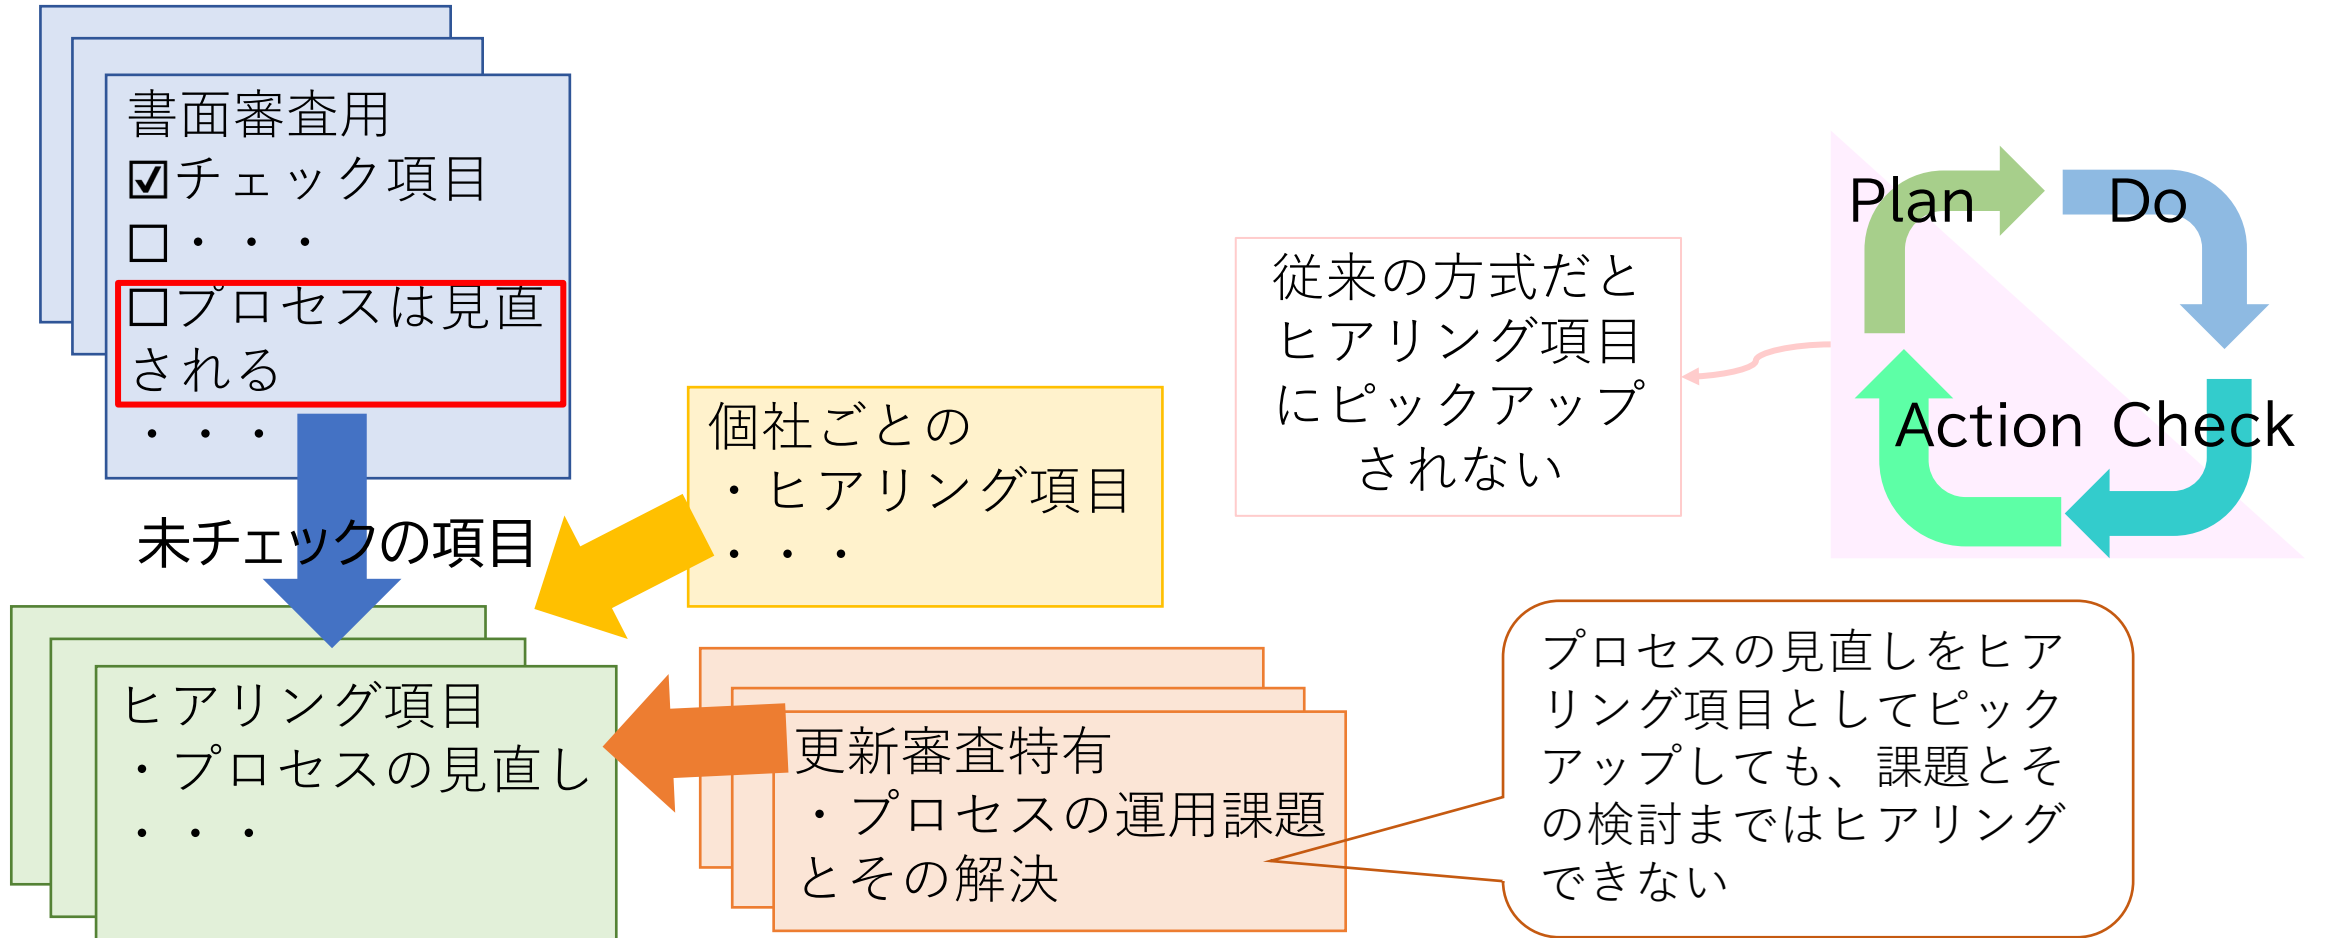 書面審査用
☑チェック項目
□・・・
□プロセスは見直
される
・・・
未チェックの項目
個社ごとの
・ヒアリング項目
・・・
従来の方式だと
ヒアリング項目
にピックアップ
されない
Plan
Do
Action
Check
ヒアリング項目
・プロセスの見直し
・・・
更新審査特有
・プロセスの運用課題
とその解決
プロセスの見直しをヒア
リング項目としてピック
アップしても、課題とそ
の検討まではヒアリング
できない